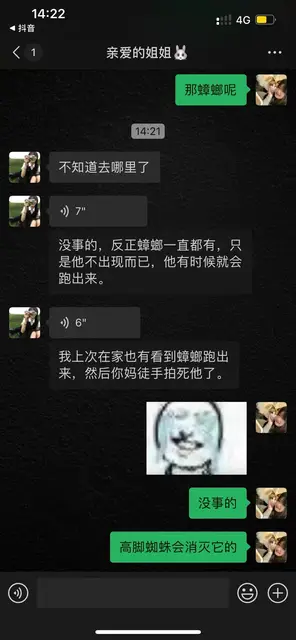 14:22
4G
抖音
1
亲爱的姐姐🐰
那蟑螂呢
14:21
不知道去哪里了
7"
没事的，反正蟑螂一直都有，只
是他不出现而已，他有时候就会
跑出来。
6"
我上次在家也有看到蟑螂跑出
来，然后你妈徒手拍死他了。
没事的
高脚蜘蛛会消灭它的